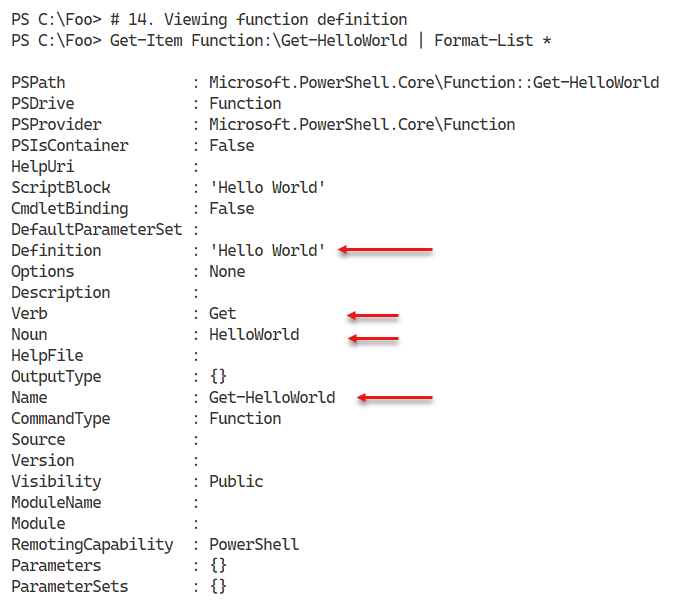 PS C:\Foo> # 14. Viewing function definition
PS C:\Foo> Get-Item Function:\Get-HelloWorld | Format-List *
PSPath              : Microsoft.PowerShell.Core\Function::Get-HelloWorld
PSDrive             : Function
PSProvider          : Microsoft.PowerShell.Core\Function
PSIsContainer       : False
HelpUri             :
ScriptBlock         : 'Hello World'
CmdletBinding       : False
DefaultParameterSet :
Definition          : 'Hello World'
Options             : None
Description         :
Verb                : Get
Noun                : HelloWorld
HelpFile            :
OutputType          : {}
Name                : Get-HelloWorld
CommandType         : Function
Source              :
Version             :
Visibility          : Public
ModuleName          :
Module              :
RemotingCapability  : PowerShell
Parameters          : {}
ParameterSets       : {}